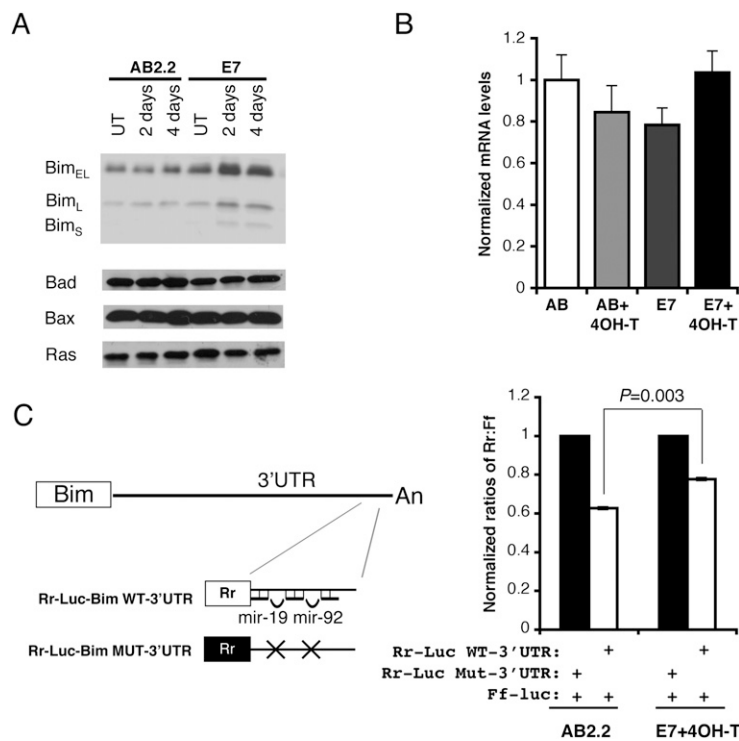 A
AB2.2 E7
UT 2 days 4 days UT 2 days 4 days
BimEL
BimL
BimS
Bad
Bax
Ras
B
Normalized mRNA levels
1.2
1
0.8
0.6
0.4
0.2
0
AB AB+ 4OH-T E7 E7+ 4OH-T
C
Bim 3'UTR An
Rr
Rr-Luc-Bim WT-3'UTR
mir-19 mir-92
Rr-Luc-Bim MUT-3'UTR Rr
P=0.003
Normalized ratios of Rr:Ff
1.2
1
0.8
0.6
0.4
0.2
0
Rr-Luc WT-3'UTR: + +
Rr-Luc Mut-3'UTR: + +
Ff-luc: + + + +
AB2.2 E7+4OH-T